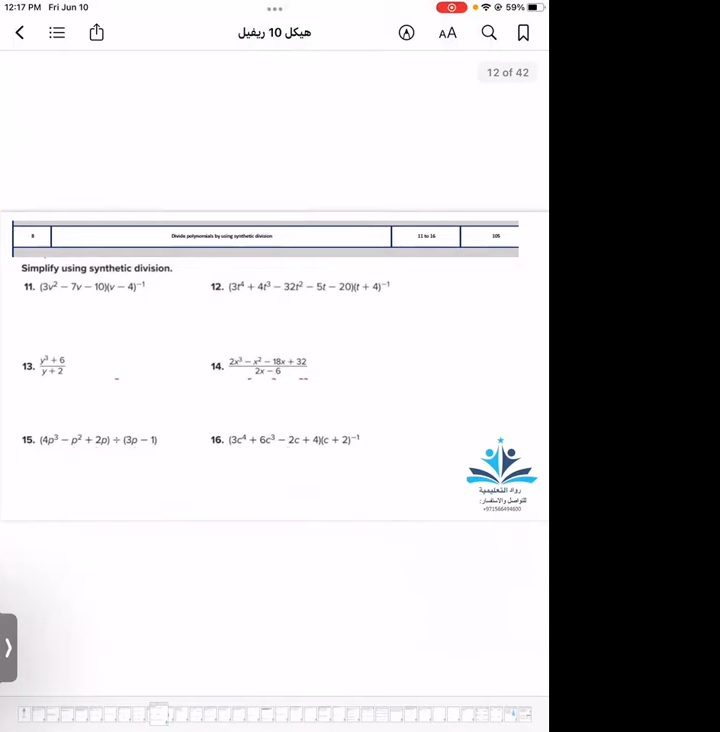 12:17 PM Fri Jun 10
59%
هيكل 10 ريفيل
AA
12 of 42
8 Divide polynomials by using synthetic division 11 to 16 105
Simplify using synthetic division.
11. (3v² − 7v − 10)(v − 4)⁻¹
12. (3t⁴ + 4t³ − 32t² − 5t − 20)(t + 4)⁻¹
13. y³ + 6 / y + 2
14. 2x³ − x² − 18x + 32 / 2x − 6
15. (4p³ − p² + 2p) ÷ (3p − 1)
16. (3c⁴ + 6c³ − 2c + 4)(c + 2)⁻¹
رواد التعليمية
للتواصل والاستفسار:
+971566494600